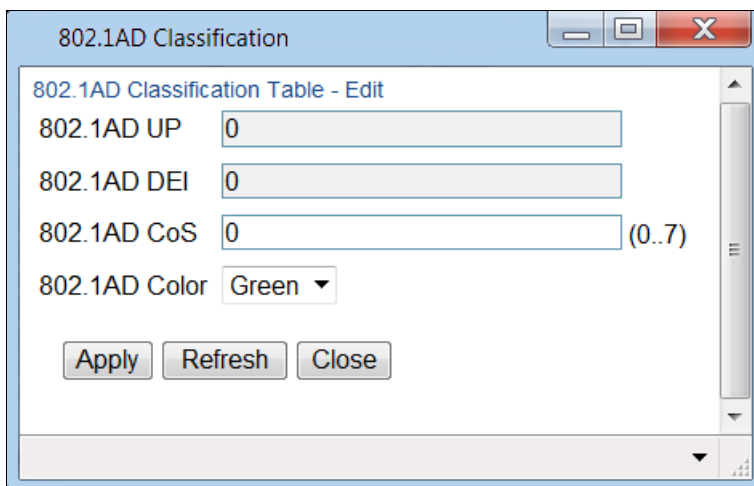 802.1AD Classification
802.1AD Classification Table - Edit
802.1AD UP 0
802.1AD DEI 0
802.1AD CoS 0 (0..7)
802.1AD Color Green
Apply Refresh Close